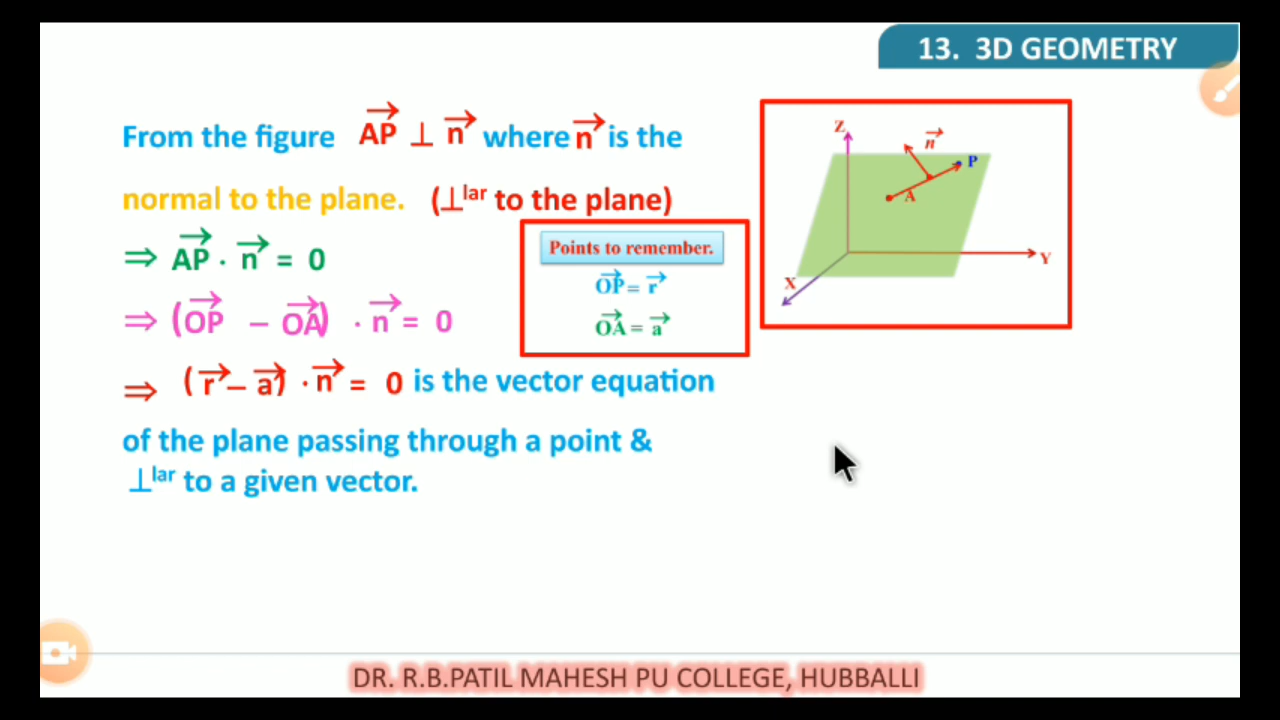 13. 3D GEOMETRY
From the figure AP⃗ ⊥ n⃗ where n⃗ is the
normal to the plane. (⊥lar to the plane)
⇒ AP⃗ . n⃗ = 0
⇒ (OP⃗ – OA⃗) . n⃗ = 0
⇒ (r⃗ – a⃗) . n⃗ = 0 is the vector equation
of the plane passing through a point &
⊥lar to a given vector.
Points to remember.
OP⃗ = r⃗
OA⃗ = a⃗
Z
n⃗
P
A
Y
X
DR. R.B.PATIL MAHESH PU COLLEGE, HUBBALLI